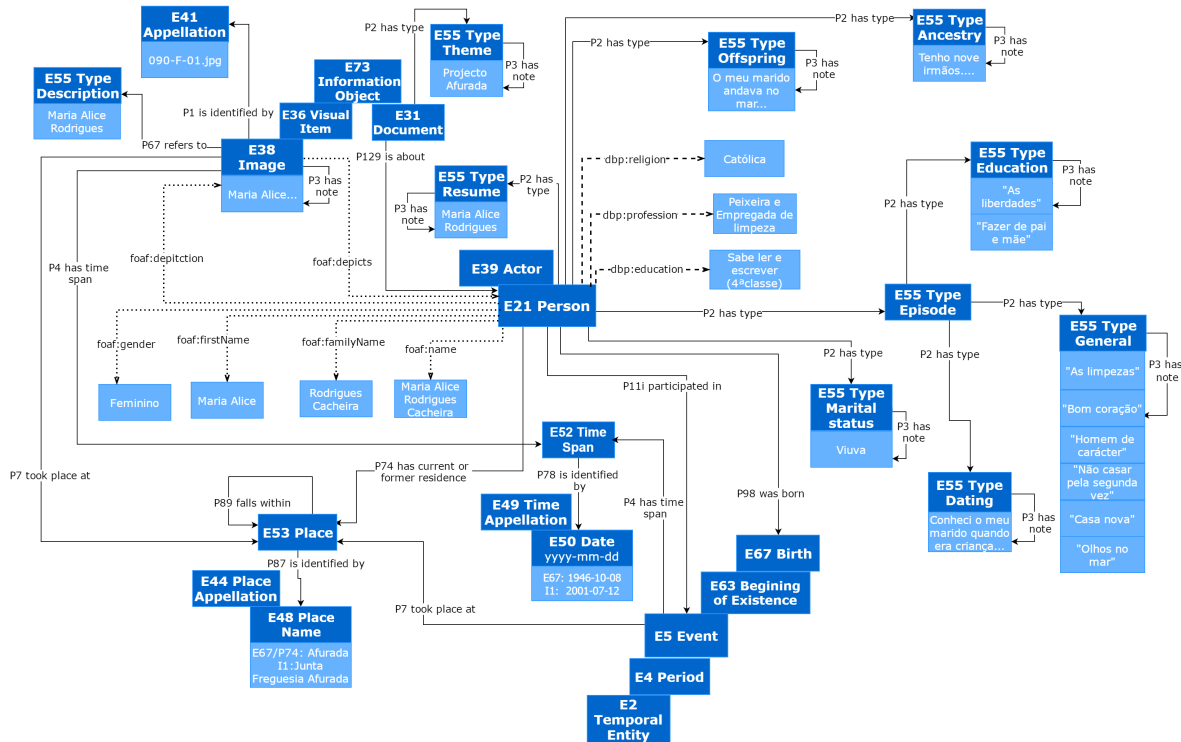 E41
Appellation
090-F-01.jpg
P2 has type
E55 Type
Theme
Projecto
Afurada
P3 has
note
P2 has type
E55 Type
Offspring
O meu marido
andava no
mar...
P3 has
note
P2 has type
E55 Type
Ancestry
Tenho nove
irmãos....
P3 has
note
E55 Type
Description
Maria Alice
Rodrigues
P1 is identified by
E73
Information
Object
E36 Visual
Item
E31
Document
P67 refers to
E38
Image
Maria Alice...
P3 has
note
P129 is about
E55 Type
Resume
Maria Alice
Rodrigues
P2 has
type
P3 has
note
dbp:religion
Católica
dbp:profession
Peixeira e
Empregada de
limpeza
dbp:education
Sabe ler e
escrever
(4ªclasse)
E55 Type
Education
"As
liberdades"
"Fazer de pai
e mãe"
P3 has
note
P2 has type
P4 has time
span
foaf:depitction
foaf:depicts
E39 Actor
E21 Person
P2 has type
E55 Type
Episode
P2 has type
E55 Type
General
"As limpezas"
"Bom coração"
"Homem de
carácter"
"Não casar
pela segunda
vez"
"Casa nova"
"Olhos no
mar"
P3 has
note
foaf:gender
foaf:firstName
foaf:familyName
foaf:name
Feminino
Maria Alice
Rodrigues
Cacheira
Maria Alice
Rodrigues
Cacheira
P11i participated in
P2 has type
P2 has type
E55 Type
Marital
status
Viuva
P3 has
note
E52 Time
Span
P7 took place at
P74 has current or
former residence
P78 is identified
by
P89 falls within
P4 has time
span
P98 was born
E55 Type
Dating
Conheci o meu
marido quando
era criança...
P3 has
note
E49 Time
Appellation
E53 Place
E50 Date
yyyy-mm-dd
E67: 1946-10-08
I1:  2001-07-12
E67 Birth
P87 is identified by
E44 Place
Appellation
E63 Begining
of Existence
P7 took place at
E48 Place
Name
E67/P74: Afurada
I1:Junta
Freguesia Afurada
E5 Event
E4 Period
E2
Temporal
Entity